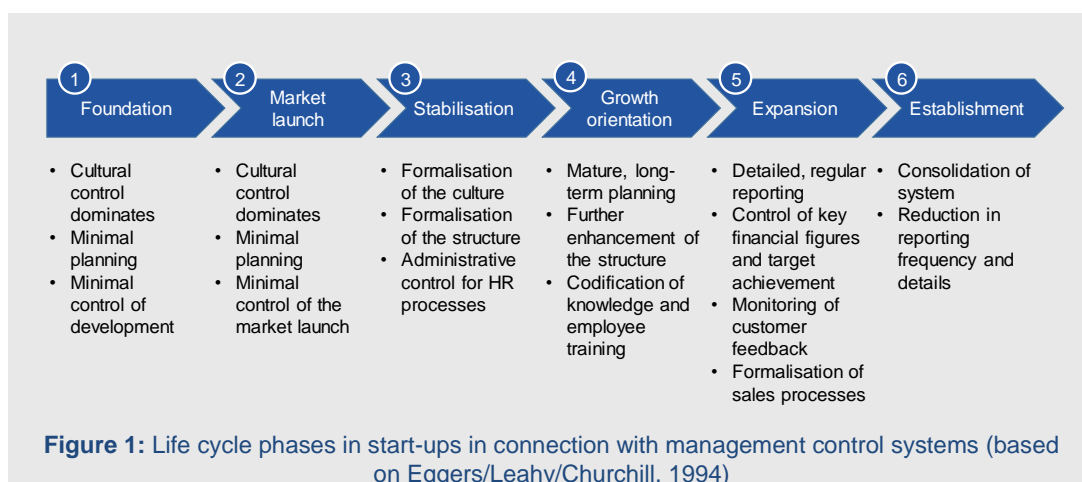 1
Foundation
2
Market
launch
3
Stabilisation
4
Growth
orientation
5
Expansion
6
Establishment
• Cultural
control
dominates
• Minimal
planning
• Minimal
control of
development
• Cultural
control
dominates
• Minimal
planning
• Minimal
control of the
market launch
• Formalisation
of the culture
• Formalisation
of the structure
• Administrative
control for HR
processes
• Mature, long-
term planning
• Further
enhancement of
the structure
• Codification of
knowledge and
employee
training
• Detailed, regular
reporting
• Control of key
financial figures
and target
achievement
• Monitoring of
customer
feedback
• Formalisation of
sales processes
• Consolidation of
system
• Reduction in
reporting
frequency and
details
Figure 1: Life cycle phases in start-ups in connection with management control systems (based
on Eggers/Leahy/Churchill, 1994)